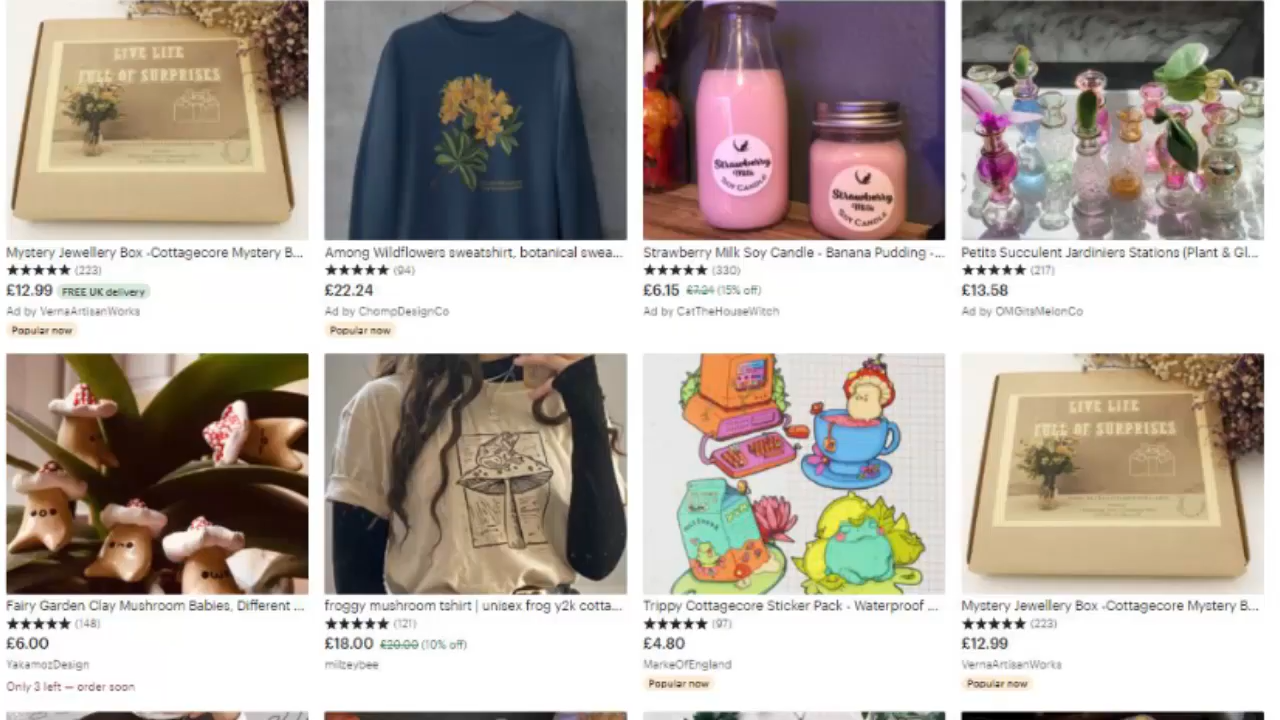 LIVE LIFE
FULL OF SURPRISES
Strawberry
Milk
SOY CANDLE
Strawberry
Milk
SOY CANDLE
Mystery Jewellery Box -Cottagecore Mystery B...
★★★★★ (223)
£12.99 FREE UK delivery
Ad by VernaArtisanWorks
Popular now
Among Wildflowers sweatshirt, botanical swea...
★★★★★ (94)
£22.24
Ad by ChompDesignCo
Popular now
Strawberry Milk Soy Candle - Banana Pudding -...
★★★★★ (330)
£6.15 £7.24 (15% off)
Ad by CatTheHouseWitch
Petits Succulent Jardiniers Stations (Plant & Gl...
★★★★★ (217)
£13.58
Ad by OMGitsMelonCo
LIVE LIFE
FULL OF SURPRISES
Fairy Garden Clay Mushroom Babies, Different ...
★★★★★ (148)
£6.00
YakamozDesign
Only 3 left — order soon
froggy mushroom tshirt | unisex frog y2k cotta...
★★★★★ (121)
£18.00 £20.00 (10% off)
milzeybee
Trippy Cottagecore Sticker Pack - Waterproof ...
★★★★★ (97)
£4.80
MarkeOfEngland
Popular now
Mystery Jewellery Box -Cottagecore Mystery B...
★★★★★ (223)
£12.99
VernaArtisanWorks
Popular now